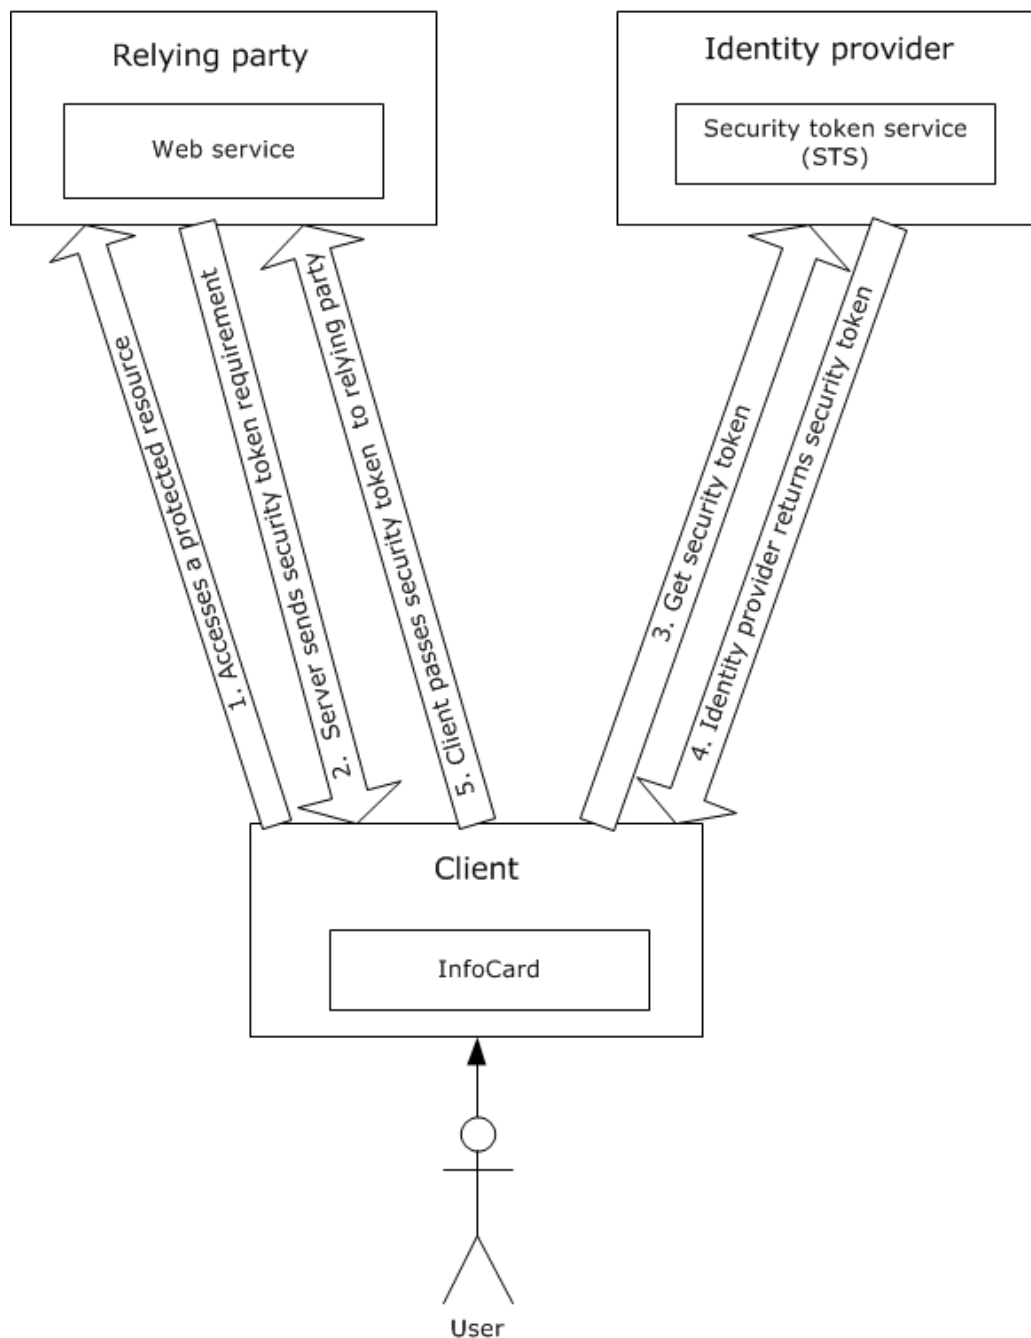 Relying party
Web service
Identity provider
Security token service
(STS)
1. Accesses a protected resource
2. Server sends security token requirement
5. Client passes security token to relying party
3. Get security token
4. Identity provider returns security token
Client
InfoCard
User